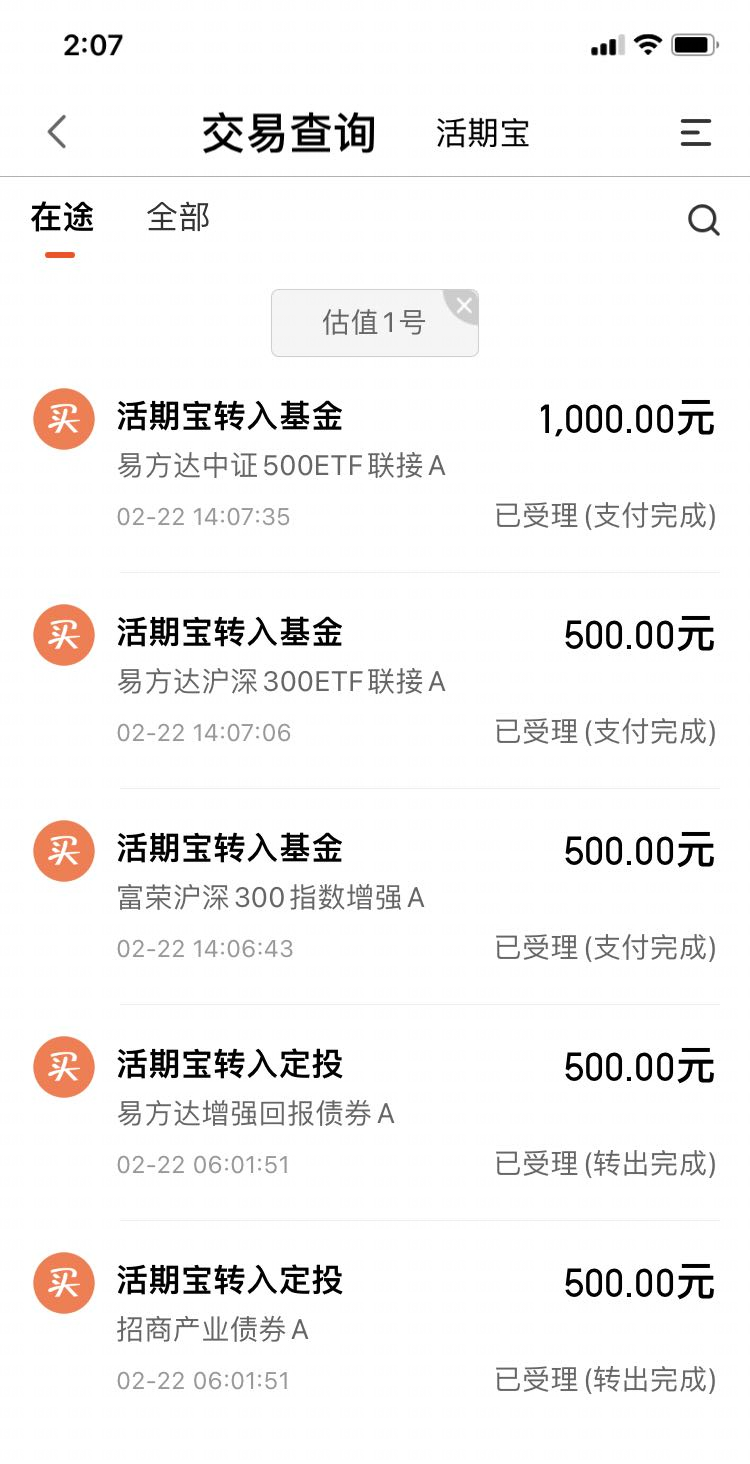 2:07
交易查询 活期宝
在途 全部
估值1号
买 活期宝转入基金 1,000.00元
易方达中证500ETF联接A
02-22 14:07:35 已受理(支付完成)
买 活期宝转入基金 500.00元
易方达沪深300ETF联接A
02-22 14:07:06 已受理(支付完成)
买 活期宝转入基金 500.00元
富荣沪深300指数增强A
02-22 14:06:43 已受理(支付完成)
买 活期宝转入定投 500.00元
易方达增强回报债券A
02-22 06:01:51 已受理(转出完成)
买 活期宝转入定投 500.00元
招商产业债券A
02-22 06:01:51 已受理(转出完成)